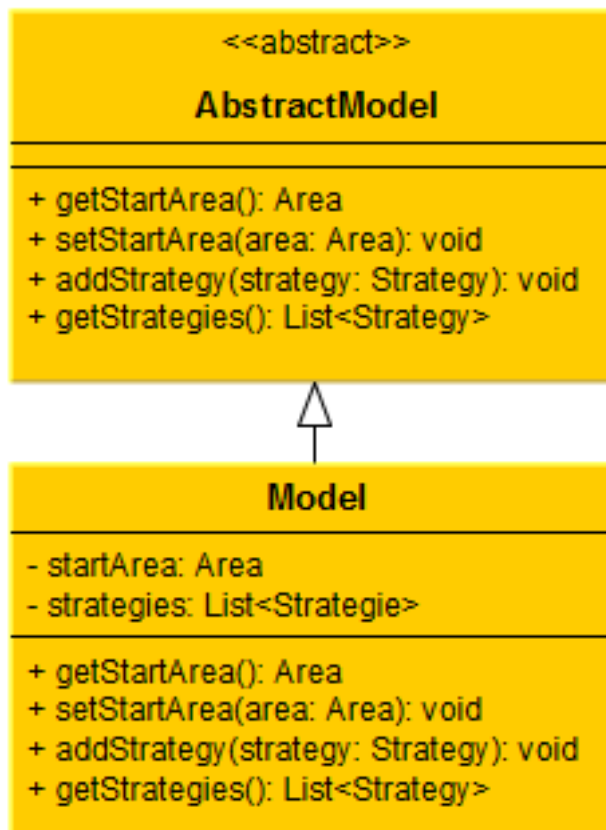 <<abstract>>
AbstractModel
+ getStartArea(): Area
+ setStartArea(area: Area): void
+ addStrategy(strategy: Strategy): void
+ getStrategies(): List<Strategy>
Model
- startArea: Area
- strategies: List<Strategie>
+ getStartArea(): Area
+ setStartArea(area: Area): void
+ addStrategy(strategy: Strategy): void
+ getStrategies(): List<Strategy>